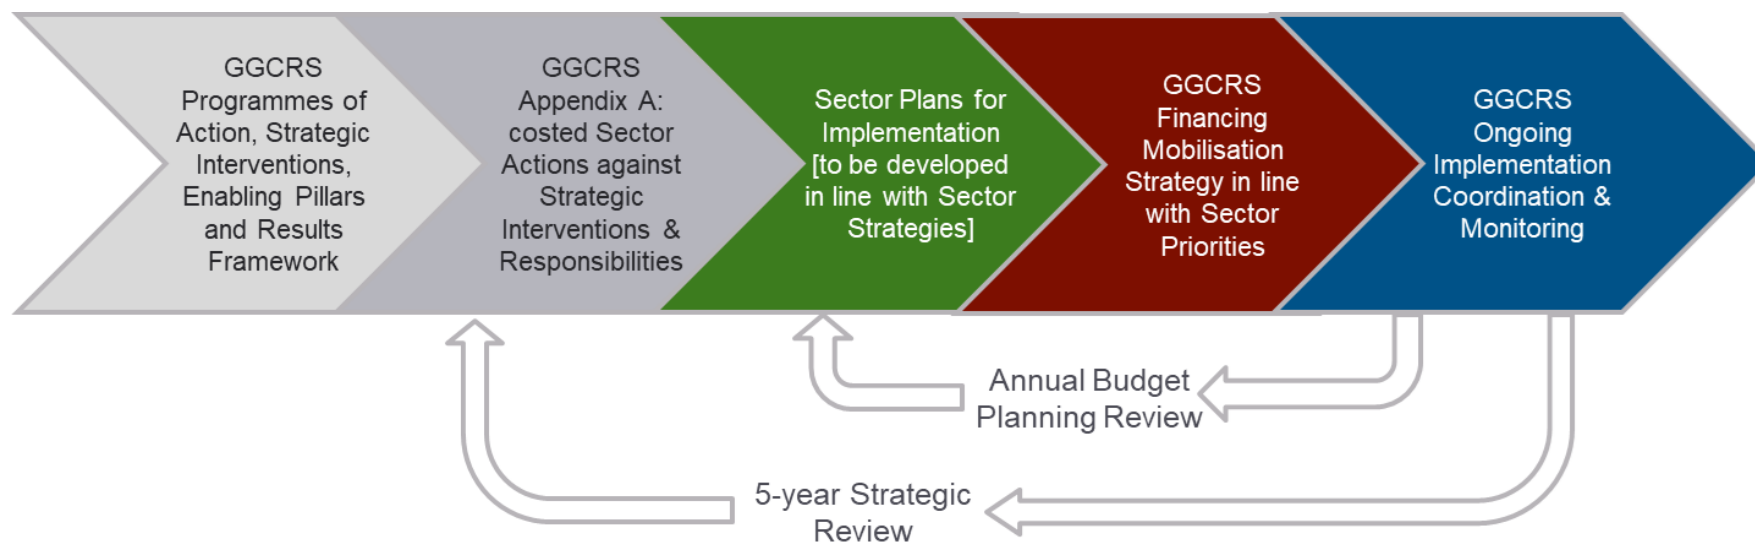 GGCRS
Programmes of
Action, Strategic
Interventions,
Enabling Pillars
and Results
Framework
GGCRS
Appendix A:
costed Sector
Actions against
Strategic
Interventions &
Responsibilities
Sector Plans for
Implementation
[to be developed
in line with Sector
Strategies]
GGCRS
Financing
Mobilisation
Strategy in line
with Sector
Priorities
GGCRS
Ongoing
Implementation
Coordination &
Monitoring
Annual Budget
Planning Review
5-year Strategic
Review